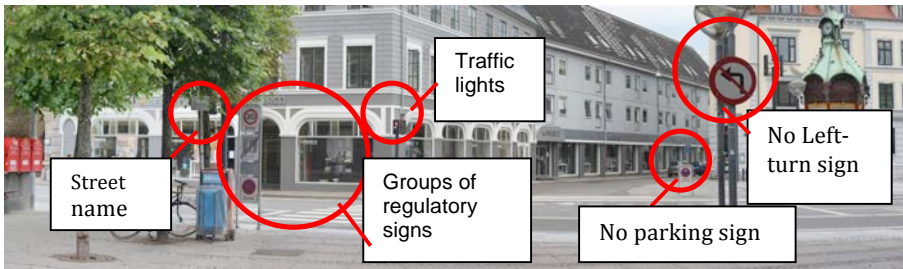 Traffic
lights
No Left-
turn sign
Street
name
Groups of
regulatory
signs
No parking sign